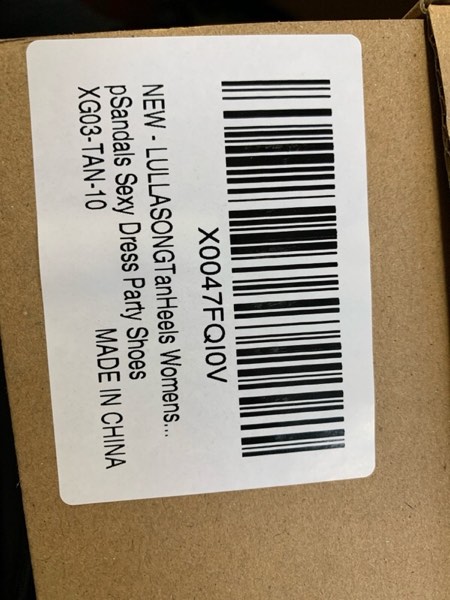 X0047FQI0V
NEW - LULLASONGTanHeels Womens...
pSandals Sexy Dress Party Shoes
XG03-TAN-10
MADE IN CHINA